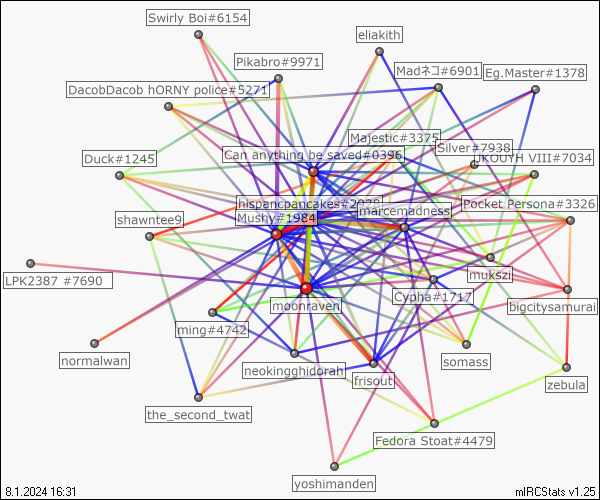 Swirly Boi#6154
eliakith
Pikabro#9971
Madネコ#6901
Eg.Master#1378
DacobDacob hORNY police#5271
Majestic#3375
Silver#7938
Duck#1245
Can anything be saved#0396
JKOUYH VIII#7034
hispancpancakes#2929
Pocket Persona#3326
marcemadness
Mushy#1984
shawntee9
LPK2387 #7690
mukszi
Cypha#1717
moonraven
bigcitysamurai
ming#4742
normalwan
somass
neokingghidorah
frisout
zebula
the_second_twat
Fedora Stoat#4479
yoshimanden
8.1.2024 16:31
mIRCStats v1.25